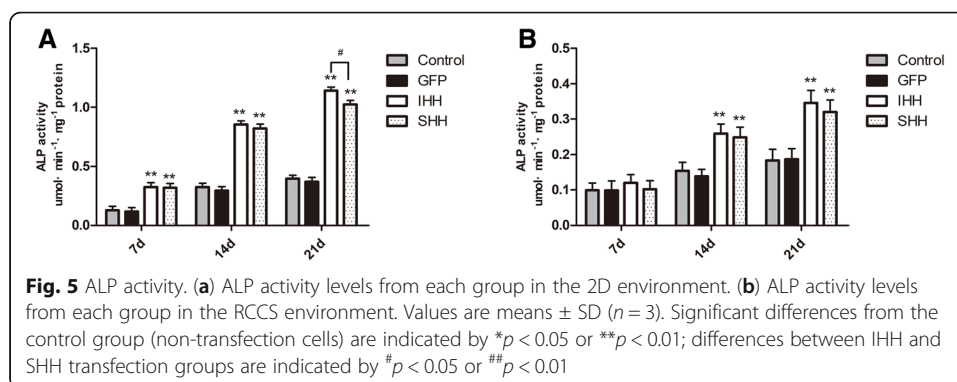 A
B
ALP activity
umol· min⁻¹· mg⁻¹ protein
1.5
1.0
0.5
0.0
** **
** **
** **
#
7d
14d
21d
Control
GFP
IHH
SHH
ALP activity
umol· min⁻¹· mg⁻¹ protein
0.4
0.3
0.2
0.1
0.0
** **
** **
7d
14d
21d
Control
GFP
IHH
SHH
Fig. 5 ALP activity. (a) ALP activity levels from each group in the 2D environment. (b) ALP activity levels
from each group in the RCCS environment. Values are means ± SD (n = 3). Significant differences from the
control group (non-transfection cells) are indicated by *p < 0.05 or **p < 0.01; differences between IHH and
SHH transfection groups are indicated by #p < 0.05 or ##p < 0.01